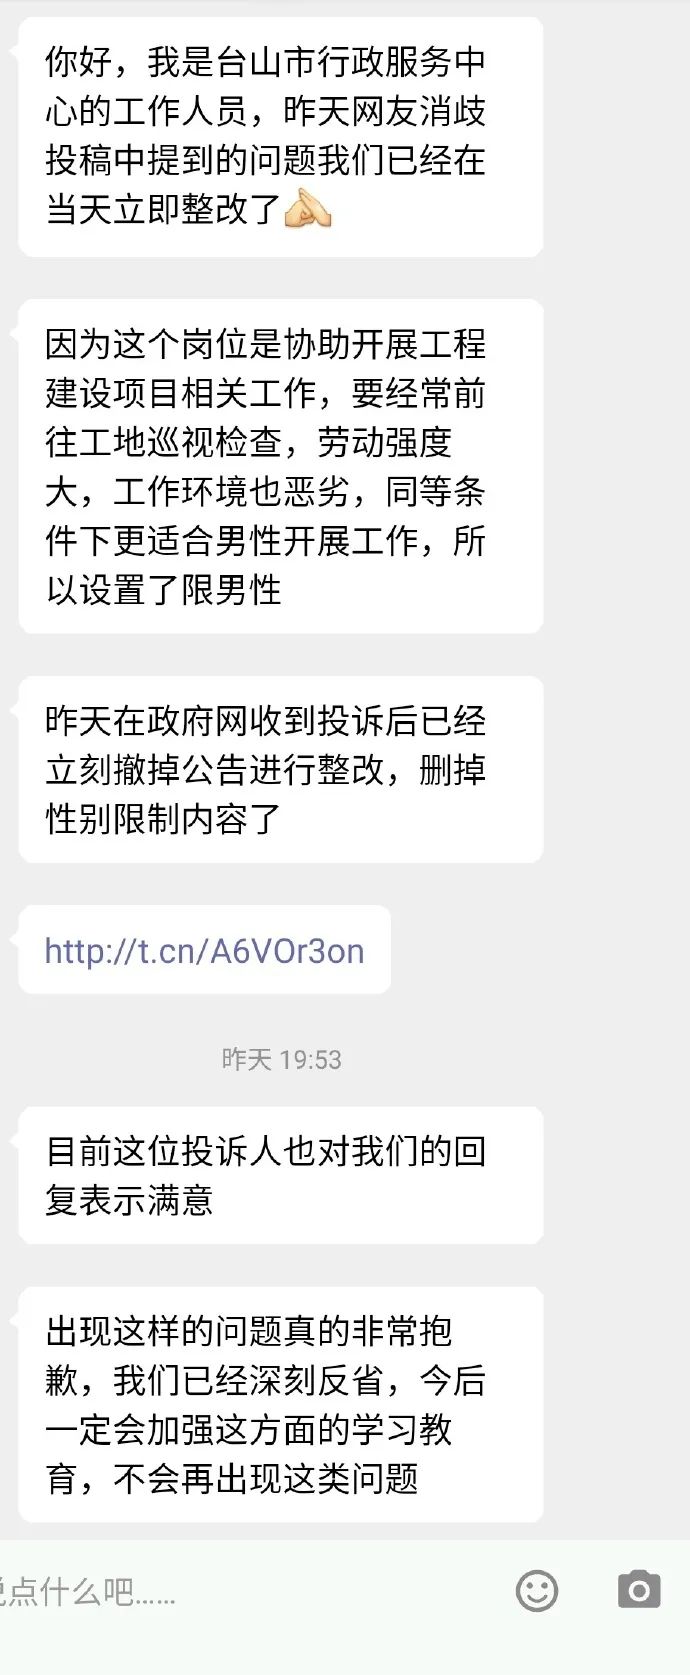 你好，我是台山市行政服务中
心的工作人员，昨天网友消歧
投稿中提到的问题我们已经在
当天立即整改了🙏🏻
因为这个岗位是协助开展工程
建设项目相关工作，要经常前
往工地巡视检查，劳动强度
大，工作环境也恶劣，同等条
件下更适合男性开展工作，所
以设置了限男性
昨天在政府网收到投诉后已经
立刻撤掉公告进行整改，删掉
性别限制内容了
http://t.cn/A6VOr3on
昨天 19:53
目前这位投诉人也对我们的回
复表示满意
出现这样的问题真的非常抱
歉，我们已经深刻反省，今后
一定会加强这方面的学习教
育，不会再出现这类问题
点什么吧......